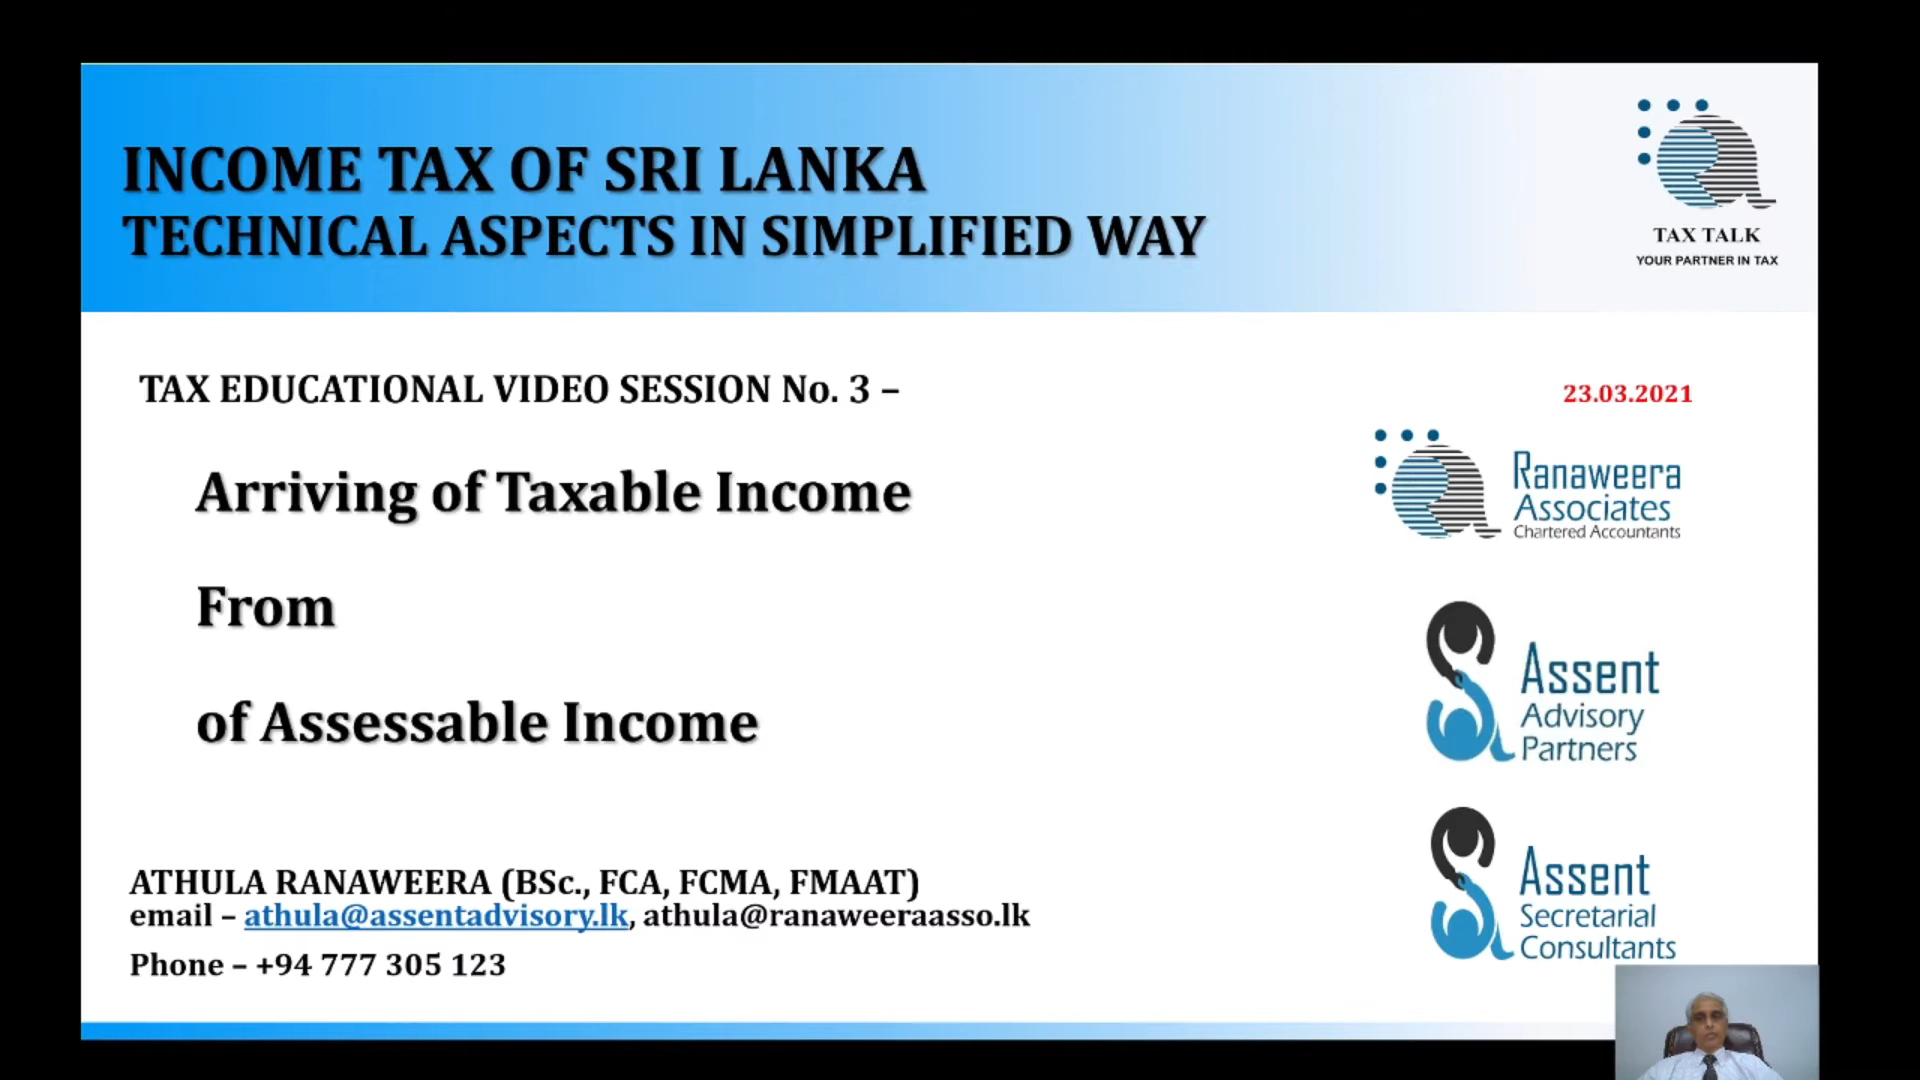 INCOME TAX OF SRI LANKA
TECHNICAL ASPECTS IN SIMPLIFIED WAY
TAX TALK
YOUR PARTNER IN TAX
TAX EDUCATIONAL VIDEO SESSION No. 3 –
23.03.2021
Arriving of Taxable Income
From
of Assessable Income
Ranaweera
Associates
Chartered Accountants
Assent
Advisory
Partners
Assent
Secretarial
Consultants
ATHULA RANAWEERA (BSc., FCA, FCMA, FMAAT)
email – athula@assentadvisory.lk, athula@ranaweeraasso.lk
Phone – +94 777 305 123